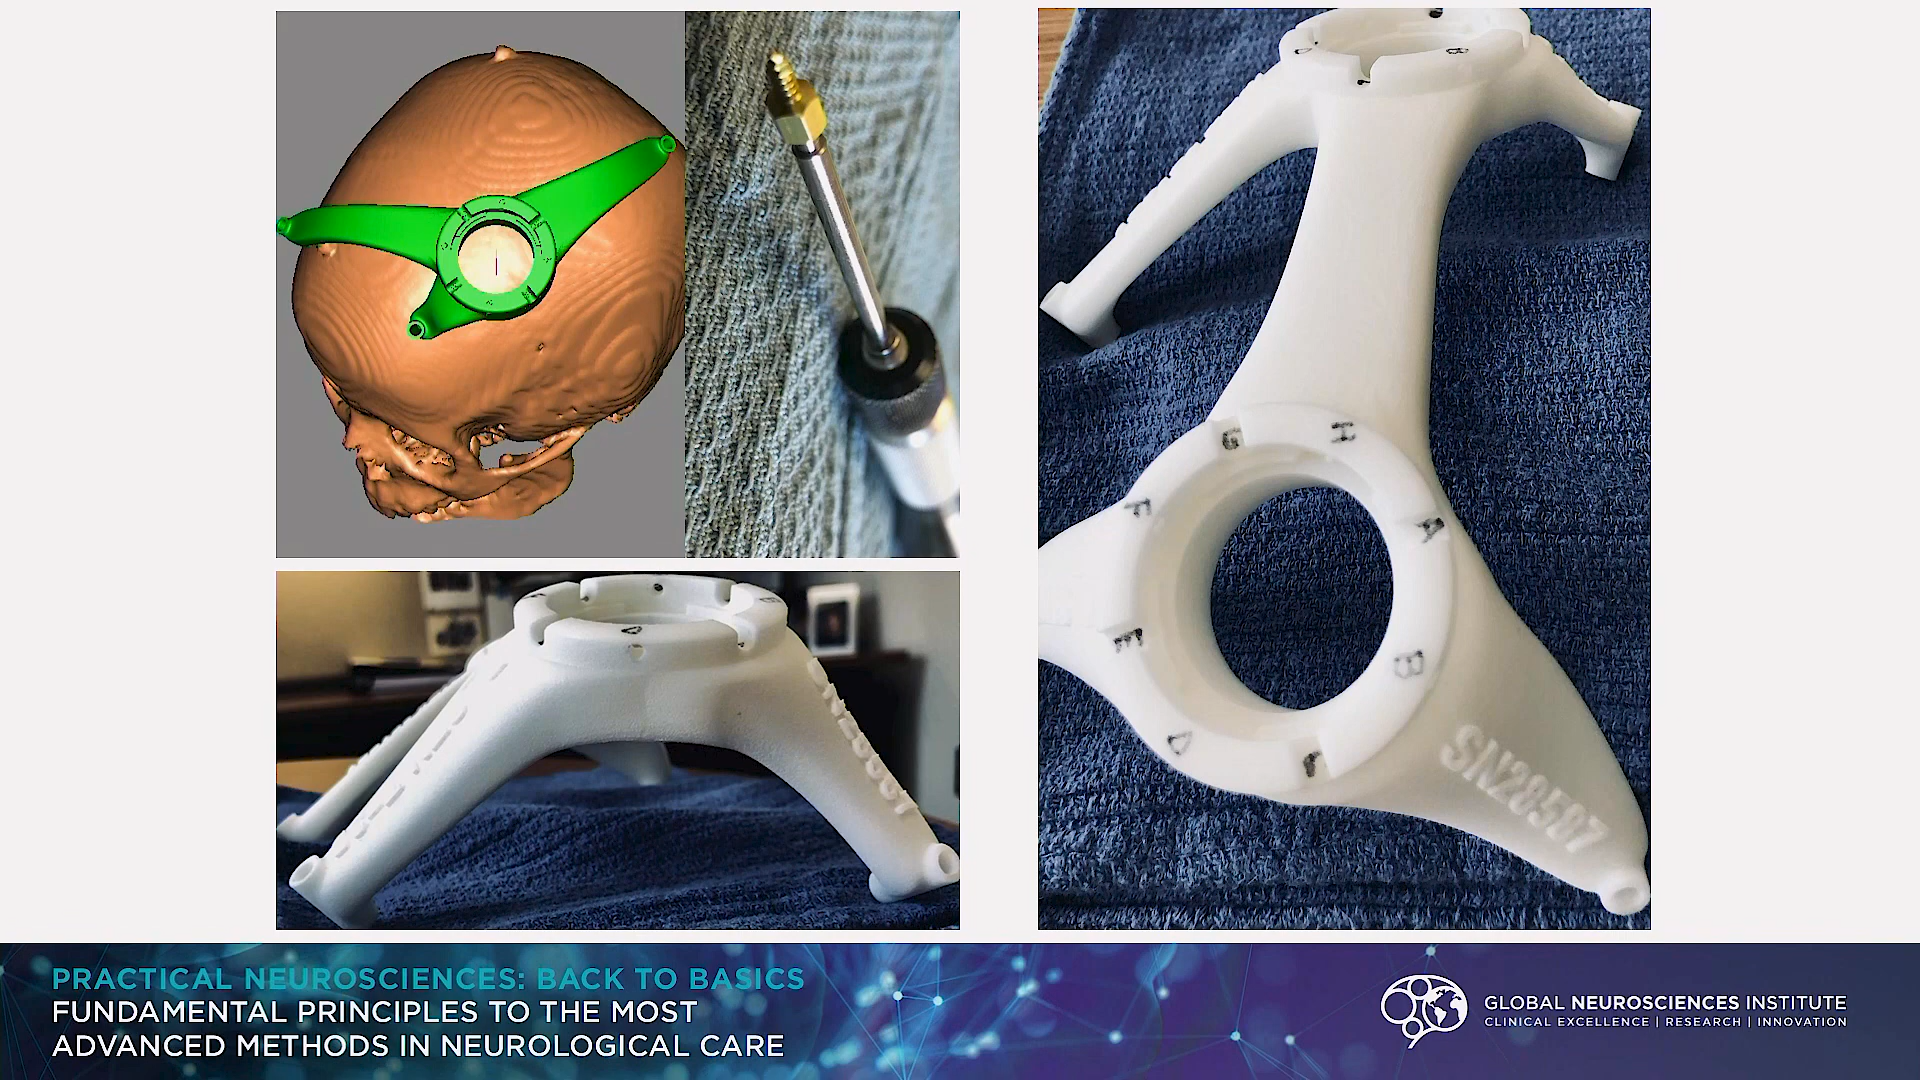 G
H
F
A
E
B
D
SN28587
PRACTICAL NEUROSCIENCES: BACK TO BASICS
FUNDAMENTAL PRINCIPLES TO THE MOST
ADVANCED METHODS IN NEUROLOGICAL CARE
GLOBAL NEUROSCIENCES INSTITUTE
CLINICAL EXCELLENCE | RESEARCH | INNOVATION